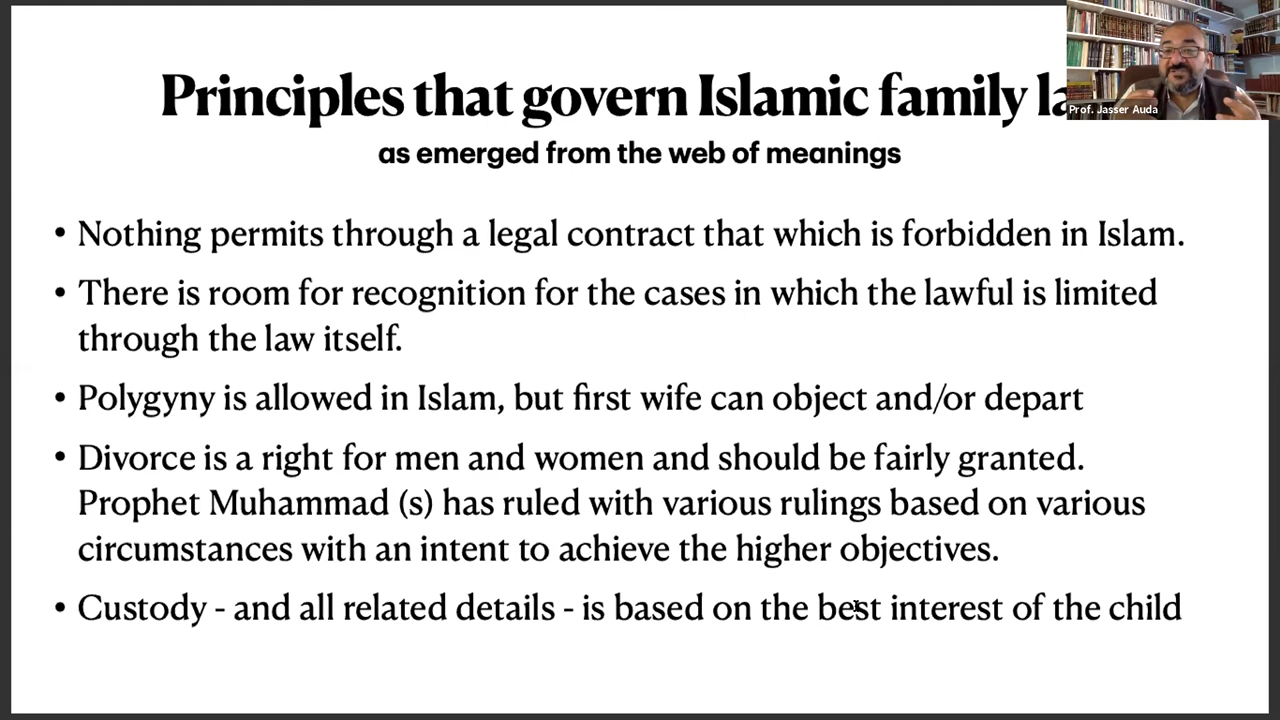 Principles that govern Islamic family la
Prof. Jasser Auda
as emerged from the web of meanings
• Nothing permits through a legal contract that which is forbidden in Islam.
• There is room for recognition for the cases in which the lawful is limited
through the law itself.
• Polygyny is allowed in Islam, but first wife can object and/or depart
• Divorce is a right for men and women and should be fairly granted.
Prophet Muhammad (s) has ruled with various rulings based on various
circumstances with an intent to achieve the higher objectives.
• Custody - and all related details - is based on the best interest of the child